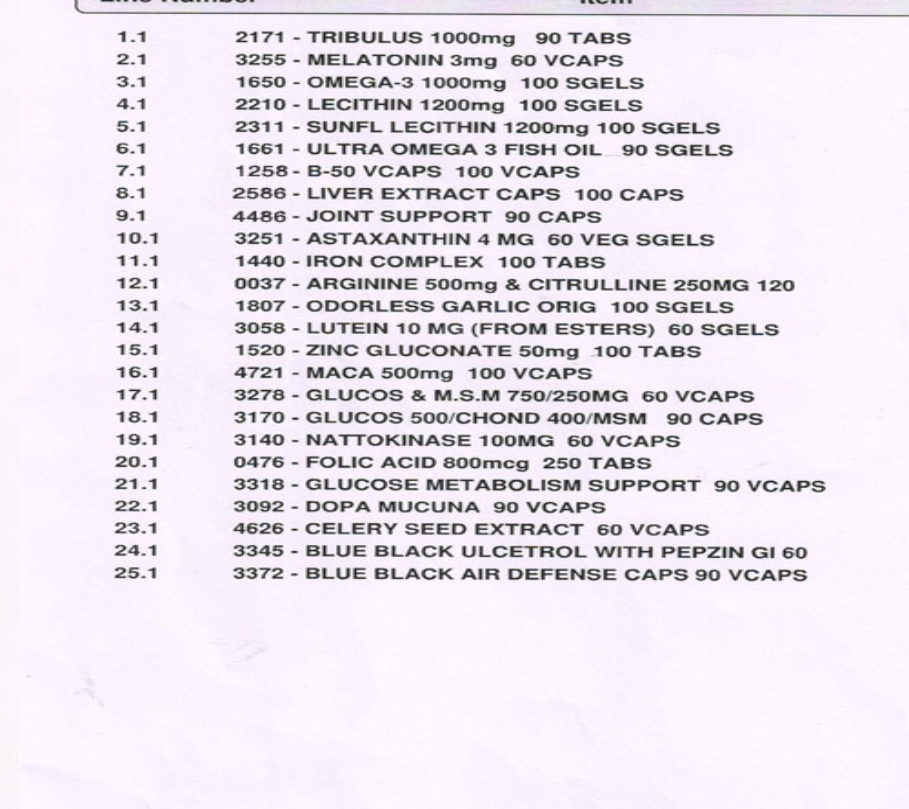 Line Number Item
1.1 2171 - TRIBULUS 1000mg 90 TABS
2.1 3255 - MELATONIN 3mg 60 VCAPS
3.1 1650 - OMEGA-3 1000mg 100 SGELS
4.1 2210 - LECITHIN 1200mg 100 SGELS
5.1 2311 - SUNFL LECITHIN 1200mg 100 SGELS
6.1 1661 - ULTRA OMEGA 3 FISH OIL 90 SGELS
7.1 1258 - B-50 VCAPS 100 VCAPS
8.1 2586 - LIVER EXTRACT CAPS 100 CAPS
9.1 4486 - JOINT SUPPORT 90 CAPS
10.1 3251 - ASTAXANTHIN 4 MG 60 VEG SGELS
11.1 1440 - IRON COMPLEX 100 TABS
12.1 0037 - ARGININE 500mg & CITRULLINE 250MG 120
13.1 1807 - ODORLESS GARLIC ORIG 100 SGELS
14.1 3058 - LUTEIN 10 MG (FROM ESTERS) 60 SGELS
15.1 1520 - ZINC GLUCONATE 50mg 100 TABS
16.1 4721 - MACA 500mg 100 VCAPS
17.1 3278 - GLUCOS & M.S.M 750/250MG 60 VCAPS
18.1 3170 - GLUCOS 500/CHOND 400/MSM 90 CAPS
19.1 3140 - NATTOKINASE 100MG 60 VCAPS
20.1 0476 - FOLIC ACID 800mcg 250 TABS
21.1 3318 - GLUCOSE METABOLISM SUPPORT 90 VCAPS
22.1 3092 - DOPA MUCUNA 90 VCAPS
23.1 4626 - CELERY SEED EXTRACT 60 VCAPS
24.1 3345 - BLUE BLACK ULCETROL WITH PEPZIN GI 60
25.1 3372 - BLUE BLACK AIR DEFENSE CAPS 90 VCAPS